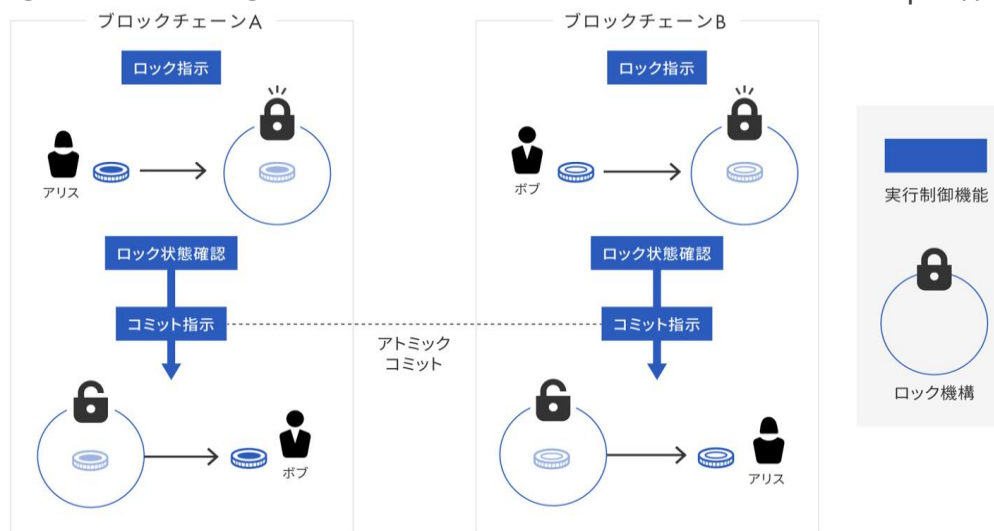 ブロックチェーンA
ロック指示
アリス
ロック状態確認
コミット指示
ボブ
アトミック
コミット
ブロックチェーンB
ロック指示
ボブ
ロック状態確認
コミット指示
アリス
実行制御機能
ロック機構